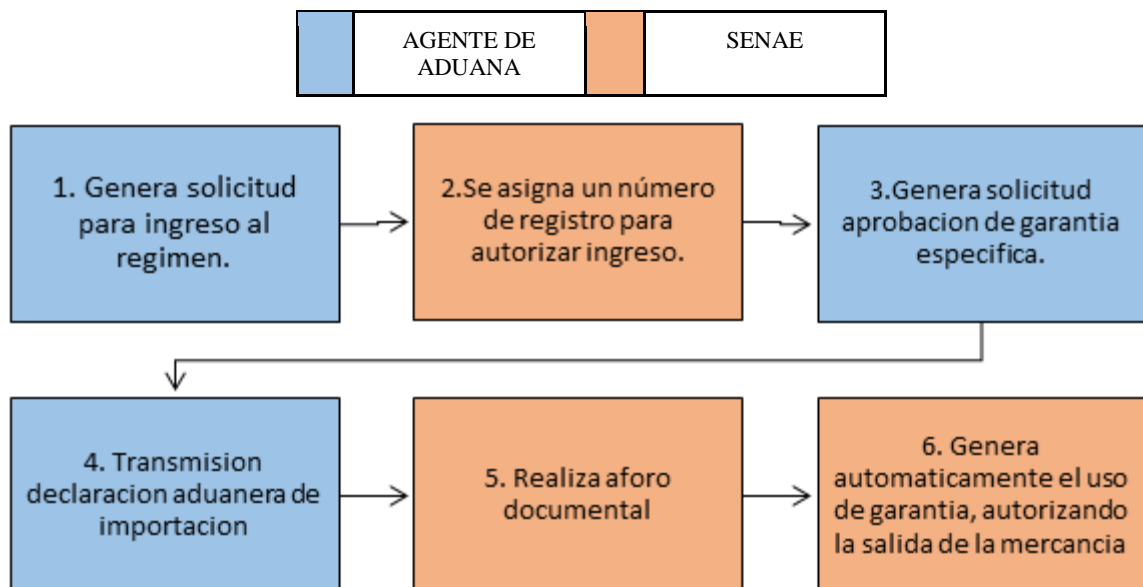 AGENTE DE
ADUANA
SENAE
1. Genera solicitud
para ingreso al
regimen.
2.Se asigna un número
de registro para
autorizar ingreso.
3.Genera solicitud
aprobacion de garantia
especifica.
4. Transmision
declaracion aduanera de
importacion
5. Realiza aforo
documental
6. Genera
automaticamente el uso
de garantia, autorizando
la salida de la mercancia